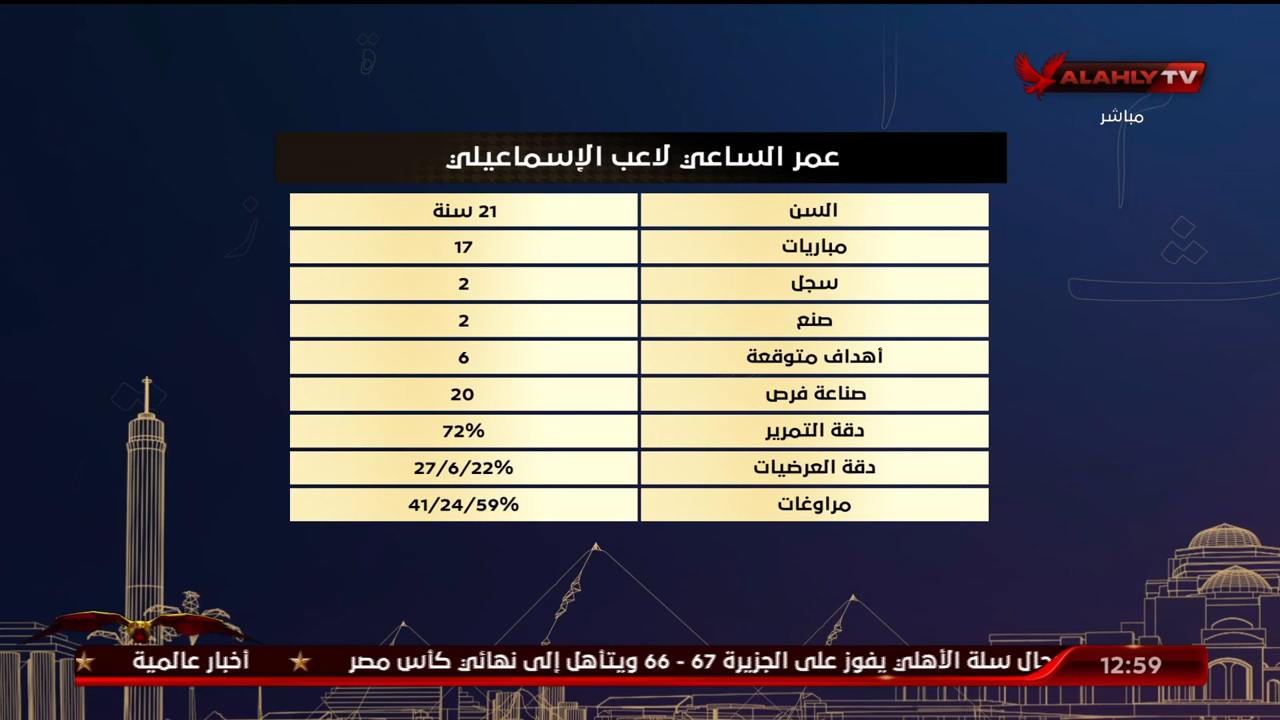 ALAHLY TV
مباشر
عمر الساعي لاعب الإسماعيلي
السن 21 سنة
مباريات 17
سجل 2
صنع 2
أهداف متوقعة 6
صناعة فرص 20
دقة التمرير 72%
دقة العرضيات 27/6/22%
مراوغات 41/24/59%
12:59
سلة الأهلي يفوز على الجزيرة 67 - 66 ويتأهل إلى نهائي كأس مصر ★ أخبار عالمية ★